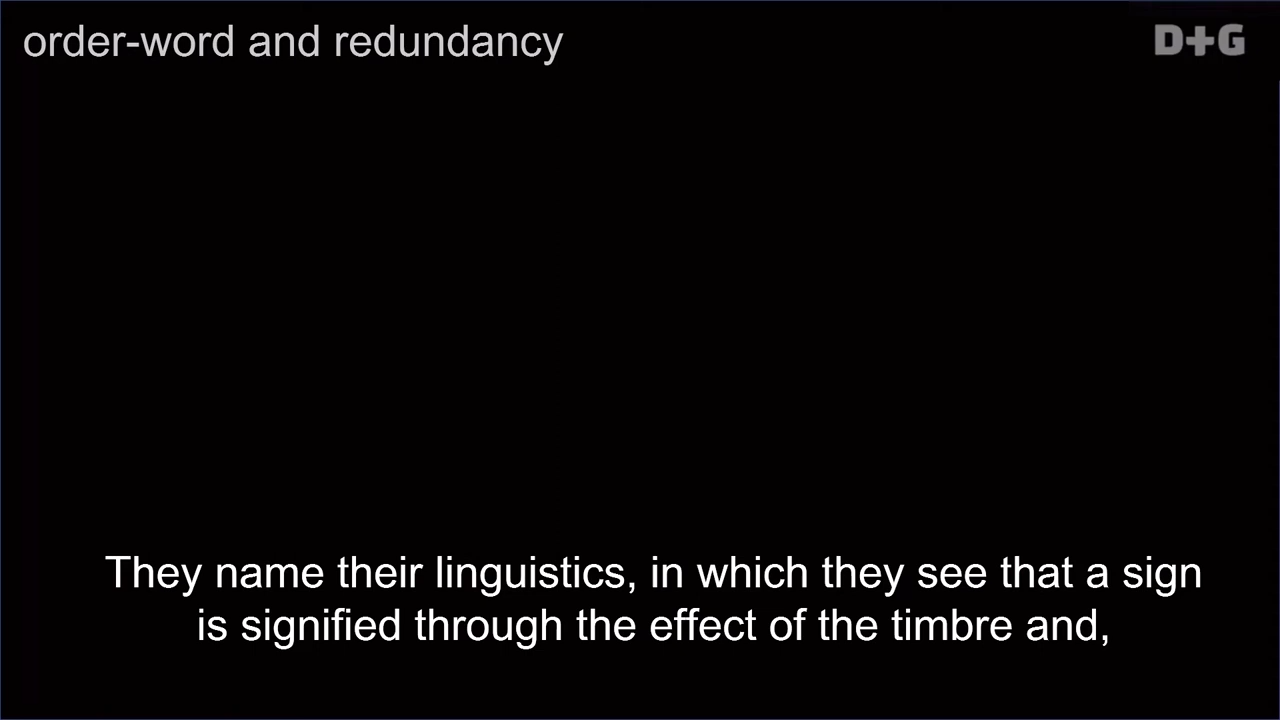 order-word and redundancy
D+G
They name their linguistics, in which they see that a sign
is signified through the effect of the timbre and,